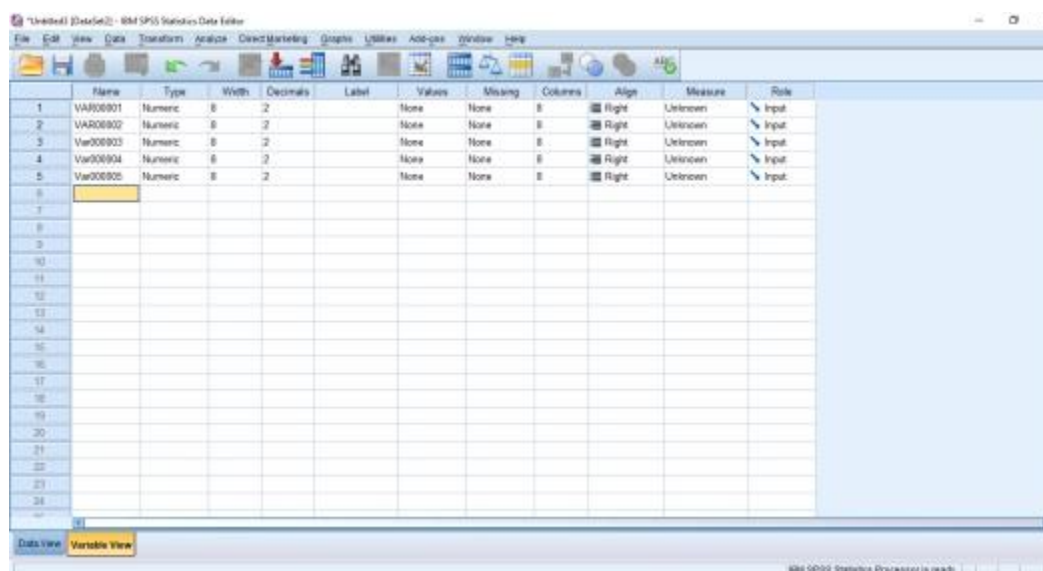 *Untitled3 [DataSet2] - IBM SPSS Statistics Data Editor
File Edit View Data Transform Analyze Direct Marketing Graphs Utilities Add-ons Window Help
Name Type Width Decimals Label Values Missing Columns Align Measure Role
1 VAR00001 Numeric 8 2 None None 8 Right Unknown Input
2 VAR00002 Numeric 8 2 None None 8 Right Unknown Input
3 Var000003 Numeric 8 2 None None 8 Right Unknown Input
4 Var000004 Numeric 8 2 None None 8 Right Unknown Input
5 Var000005 Numeric 8 2 None None 8 Right Unknown Input
6
7
8
9
10
11
12
13
14
15
16
17
18
19
20
21
22
23
24
Data View Variable View
IBM SPSS Statistics Processor is ready